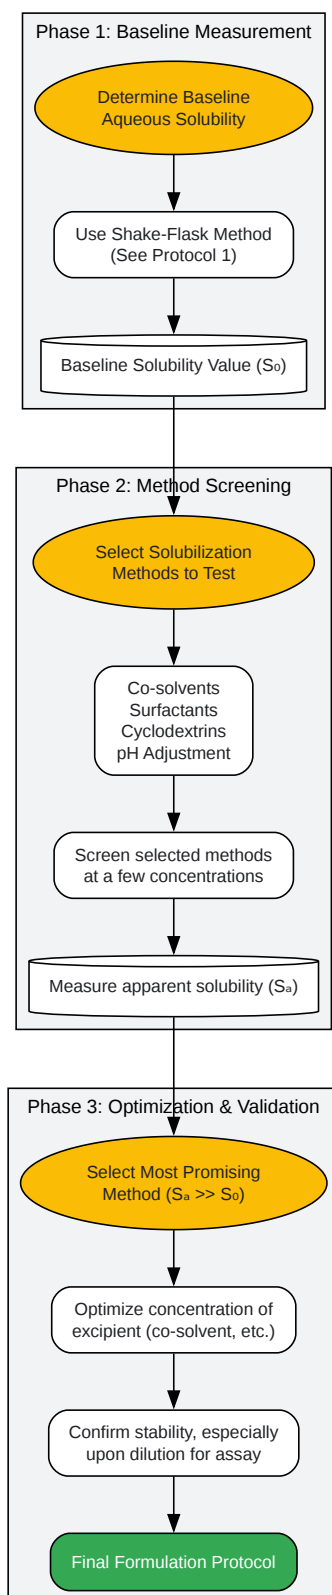 Phase 1: Baseline Measurement
Determine Baseline
Aqueous Solubility
Use Shake-Flask Method
(See Protocol 1)
Baseline Solubility Value (S₀)
Phase 2: Method Screening
Select Solubilization
Methods to Test
Co-solvents
Surfactants
Cyclodextrins
pH Adjustment
Screen selected methods
at a few concentrations
Measure apparent solubility (Sₐ)
Phase 3: Optimization & Validation
Select Most Promising
Method (Sₐ >> S₀)
Optimize concentration of
excipient (co-solvent, etc.)
Confirm stability, especially
upon dilution for assay
Final Formulation Protocol